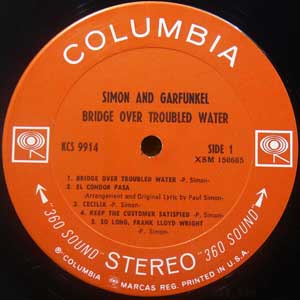 COLUMBIA
SIMON AND GARFUNKEL
BRIDGE OVER TROUBLED WATER
KCS 9914
SIDE 1
XSM 150665
1. BRIDGE OVER TROUBLED WATER -P. Simon-
2. EL CONDOR PASA
Arrangement and Original Lyric by Paul Simon
3. CECILIA -P. Simon-
4. KEEP THE CUSTOMER SATISFIED -P. Simon-
5. SO LONG, FRANK LLOYD WRIGHT
-P. Simon-
"360 SOUND" STEREO "360 SOUND"
℗ COLUMBIA MARCAS REG. PRINTED IN U.S.A.